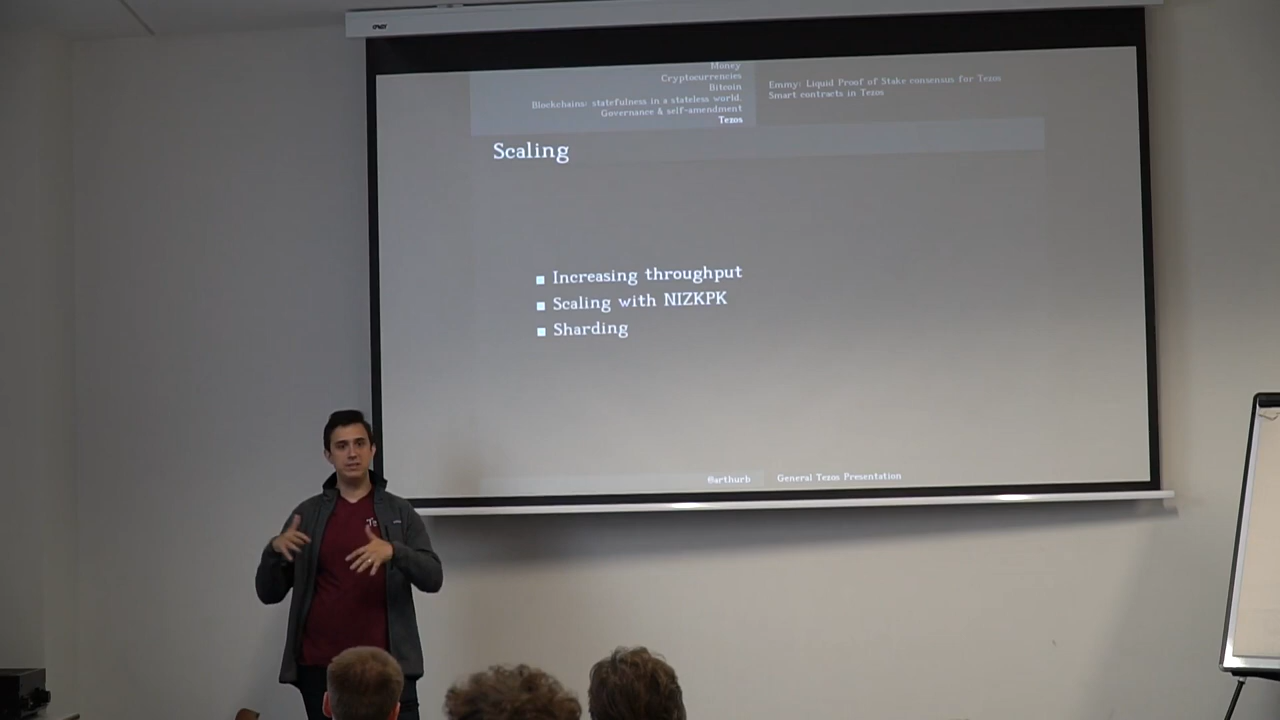 Money
Cryptocurrencies
Bitcoin
Blockchains: statefulness in a stateless world.
Governance & self-amendment
Tezos
Emmy: Liquid Proof of Stake consensus for Tezos
Smart contracts in Tezos
Scaling
Increasing throughput
Scaling with NIZKPK
Sharding
@arthurb
General Tezos Presentation